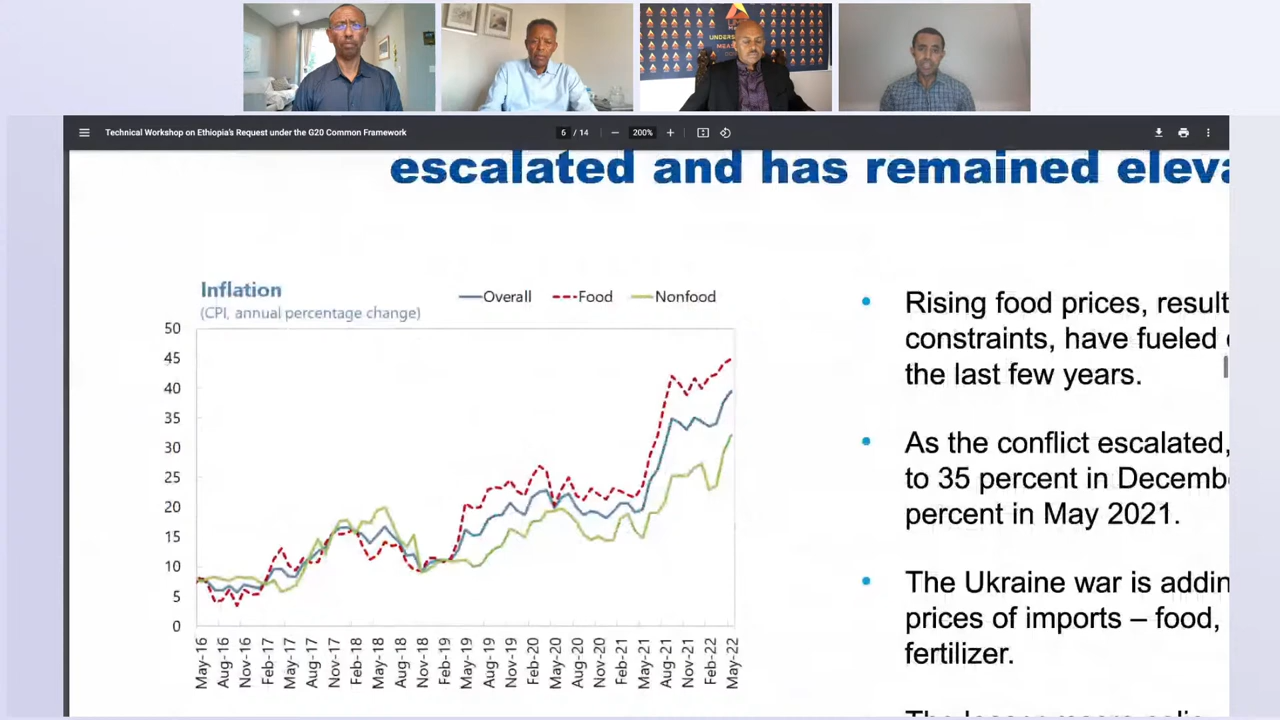 Technical Workshop on Ethiopia's Request under the G20 Common Framework
6 / 14
200%
escalated and has remained eleva
Inflation
(CPI, annual percentage change)
Overall
Food
Nonfood
50
45
40
35
30
25
20
15
10
5
0
May-16
Aug-16
Nov-16
Feb-17
May-17
Aug-17
Nov-17
Feb-18
May-18
Aug-18
Nov-18
Feb-19
May-19
Aug-19
Nov-19
Feb-20
May-20
Aug-20
Nov-20
Feb-21
May-21
Aug-21
Nov-21
Feb-22
May-22
• Rising food prices, result
constraints, have fueled
the last few years.
• As the conflict escalated,
to 35 percent in Decemb
percent in May 2021.
• The Ukraine war is addin
prices of imports – food,
fertilizer.